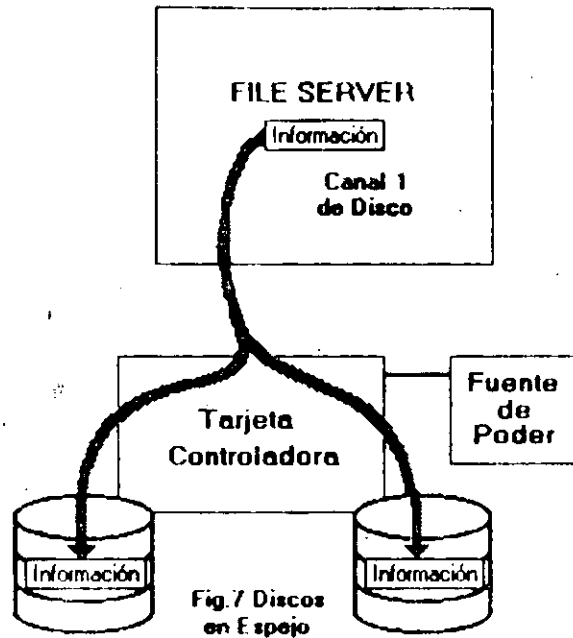 FILE SERVER
Información
Canal 1
de Disco
Tarjeta
Controladora
Fuente
de
Poder
Información
Información
Fig.7 Discos
en Espejo